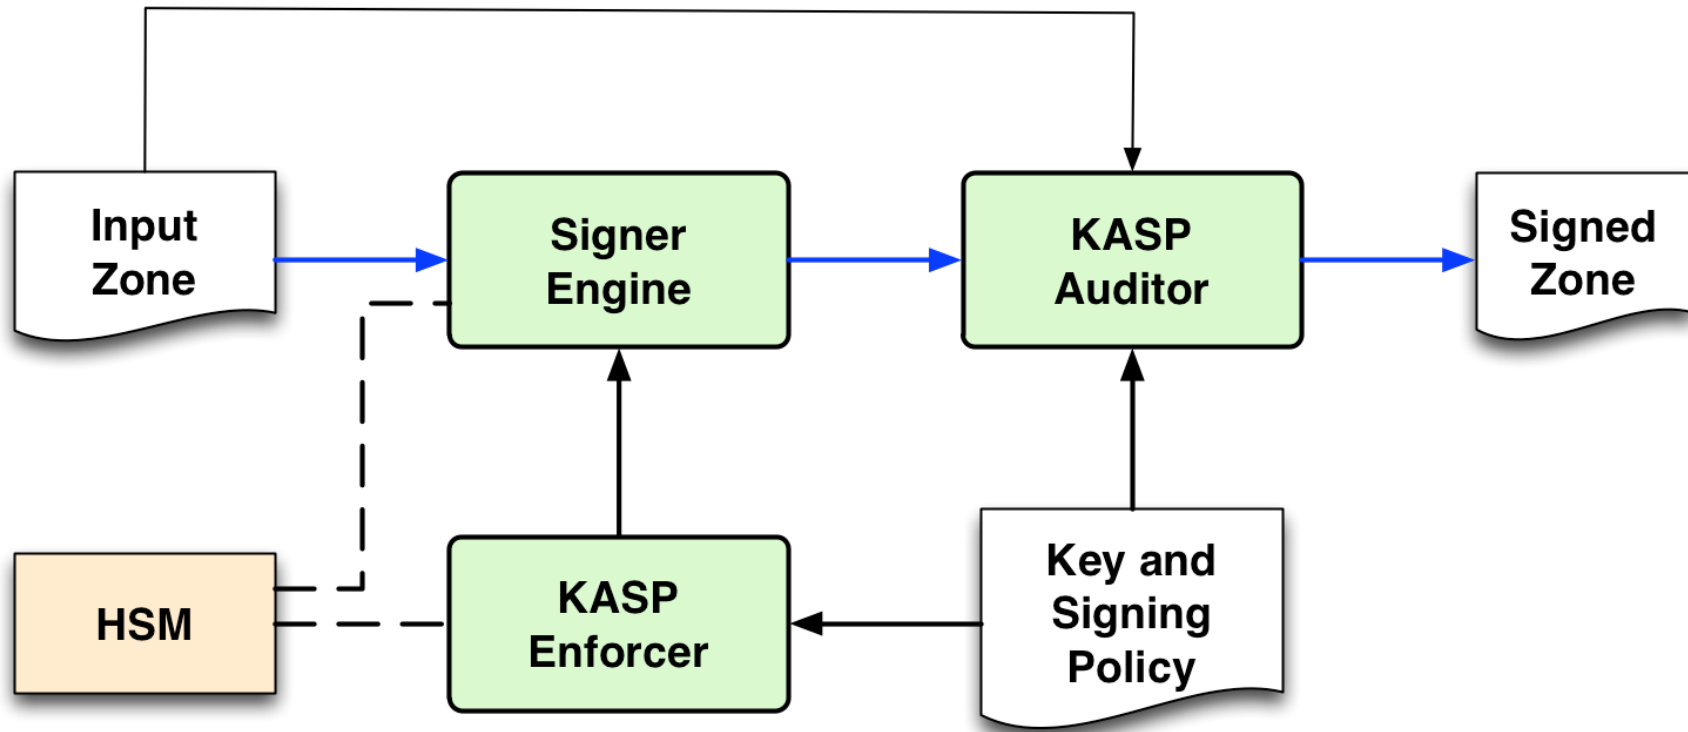 Input
Zone
Signer
Engine
KASP
Auditor
Signed
Zone
HSM
KASP
Enforcer
Key and
Signing
Policy